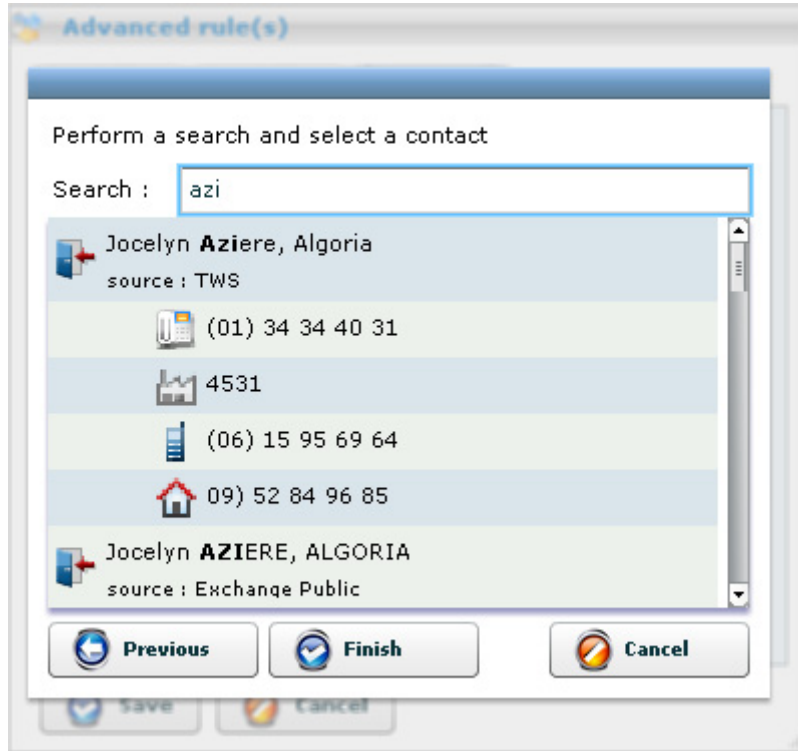 Advanced rule(s)
Perform a search and select a contact
Search : azi
Jocelyn Aziere, Algoria
source : TWS
(01) 34 34 40 31
4531
(06) 15 95 69 64
09) 52 84 96 85
Jocelyn AZIERE, ALGORIA
source : Exchange Public
Previous Finish Cancel
Save Cancel